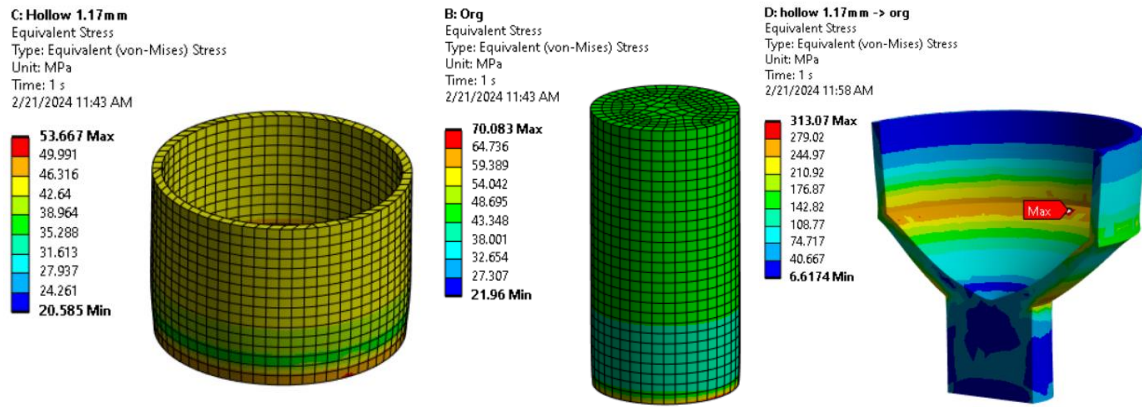 C: Hollow 1.17mm
Equivalent Stress
Type: Equivalent (von-Mises) Stress
Unit: MPa
Time: 1 s
2/21/2024 11:43 AM
53.667 Max
49.991
46.316
42.64
38.964
35.288
31.613
27.937
24.261
20.585 Min
B: Org
Equivalent Stress
Type: Equivalent (von-Mises) Stress
Unit: MPa
Time: 1 s
2/21/2024 11:43 AM
70.083 Max
64.736
59.389
54.042
48.695
43.348
38.001
32.654
27.307
21.96 Min
D: hollow 1.17mm -> org
Equivalent Stress
Type: Equivalent (von-Mises) Stress
Unit: MPa
Time: 1 s
2/21/2024 11:58 AM
313.07 Max
279.02
244.97
210.92
176.87
142.82
108.77
74.717
40.667
6.6174 Min
Max